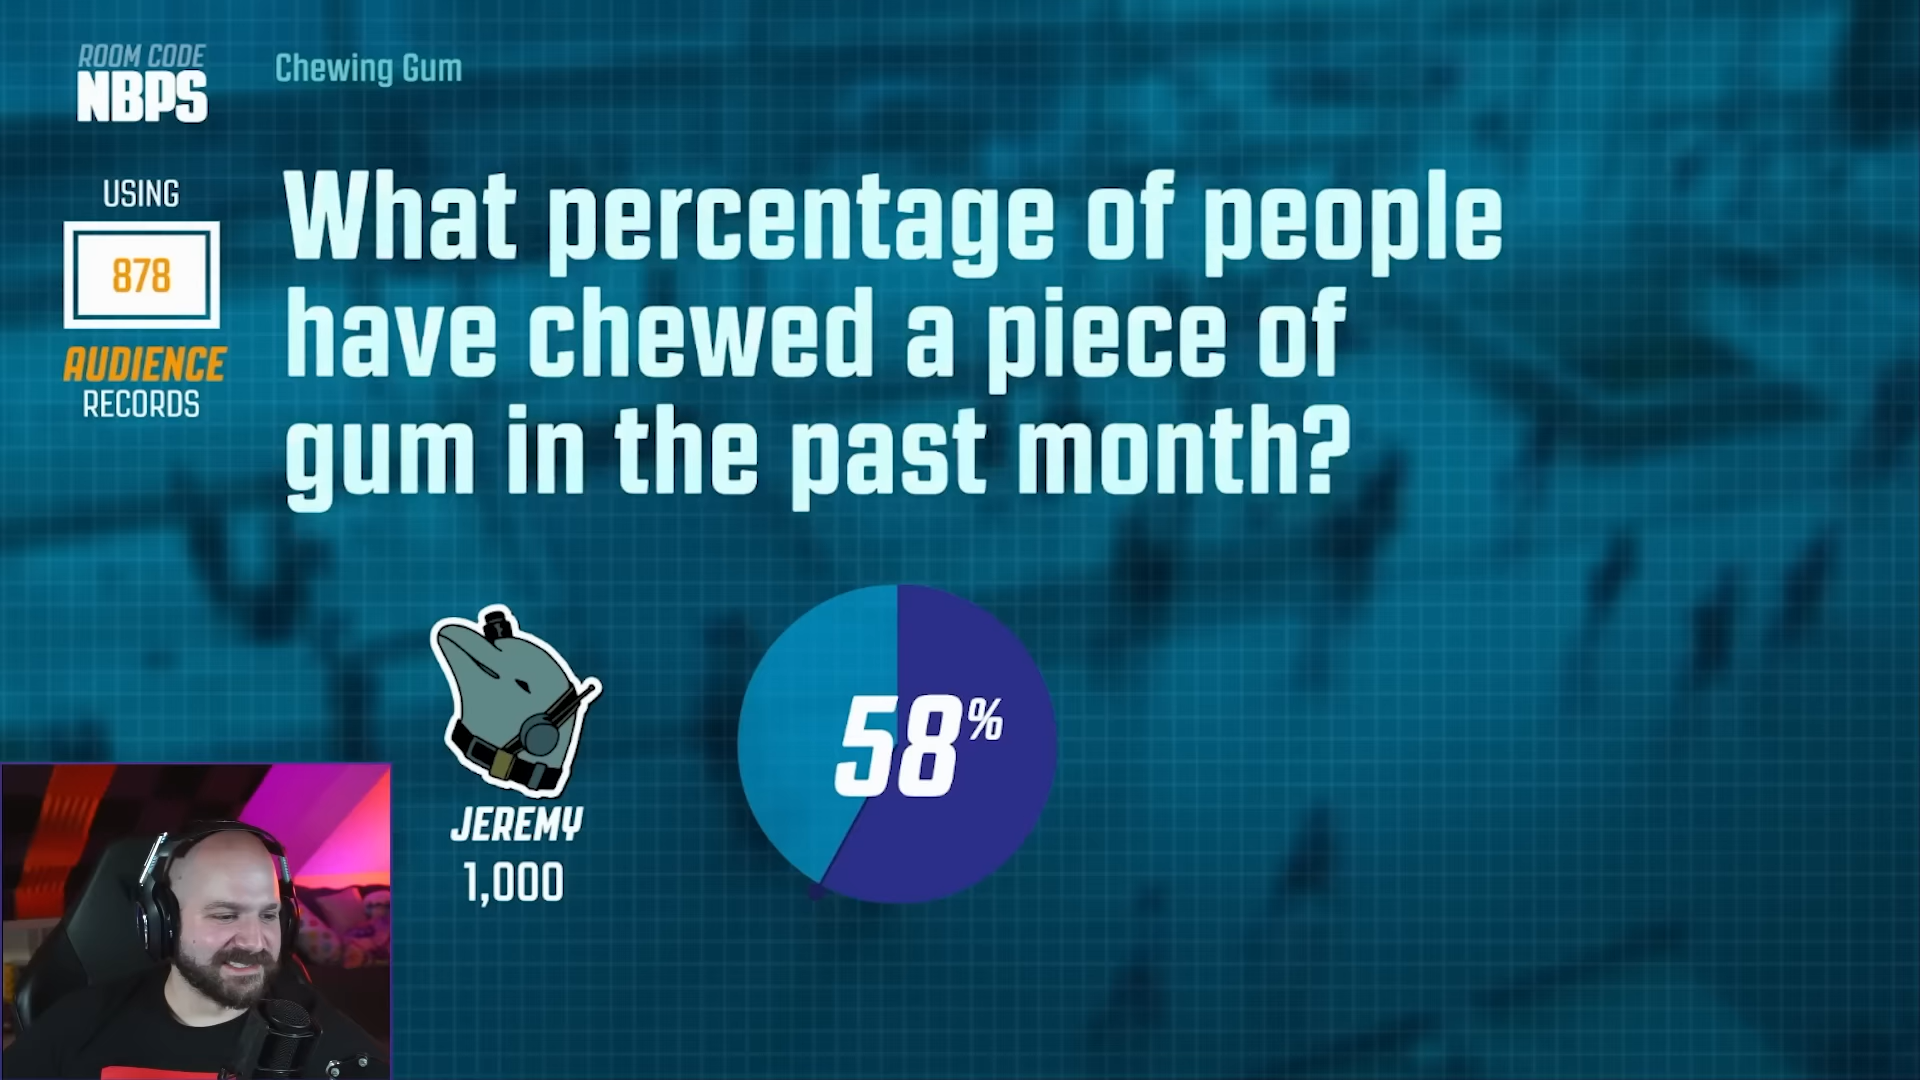 ROOM CODE
NBPS
Chewing Gum
USING
878
AUDIENCE
RECORDS
What percentage of people
have chewed a piece of
gum in the past month?
58%
JEREMY
1,000